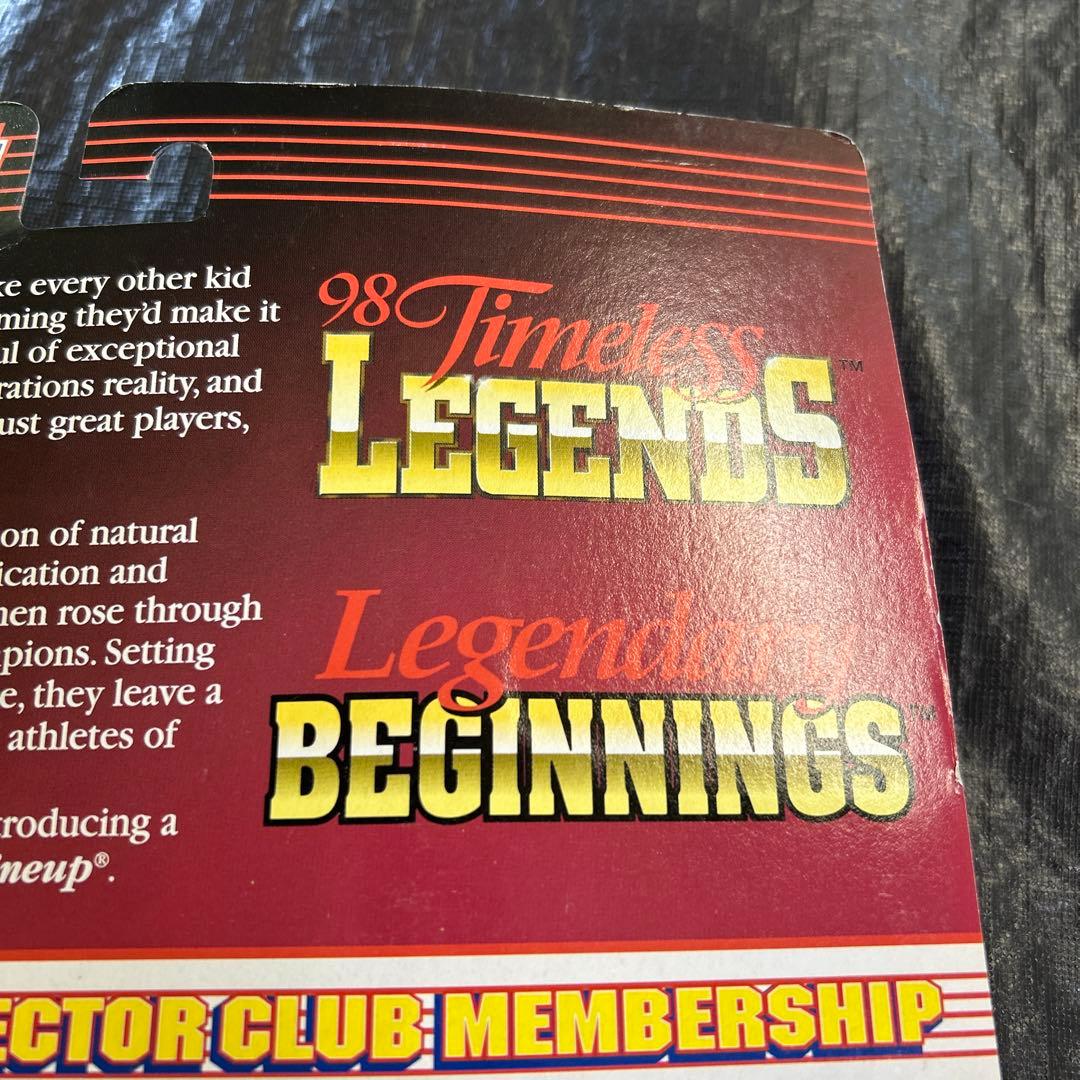 ke every other kid
ming they'd make it
ul of exceptional
rations reality, and
ust great players,
on of natural
ication and
men rose through
pions. Setting
e, they leave a
athletes of
troducing a
neup®.
98 Timeless
LEGENDS™
Legendary
BEGINNINGS™
ECTOR CLUB MEMBERSHIP